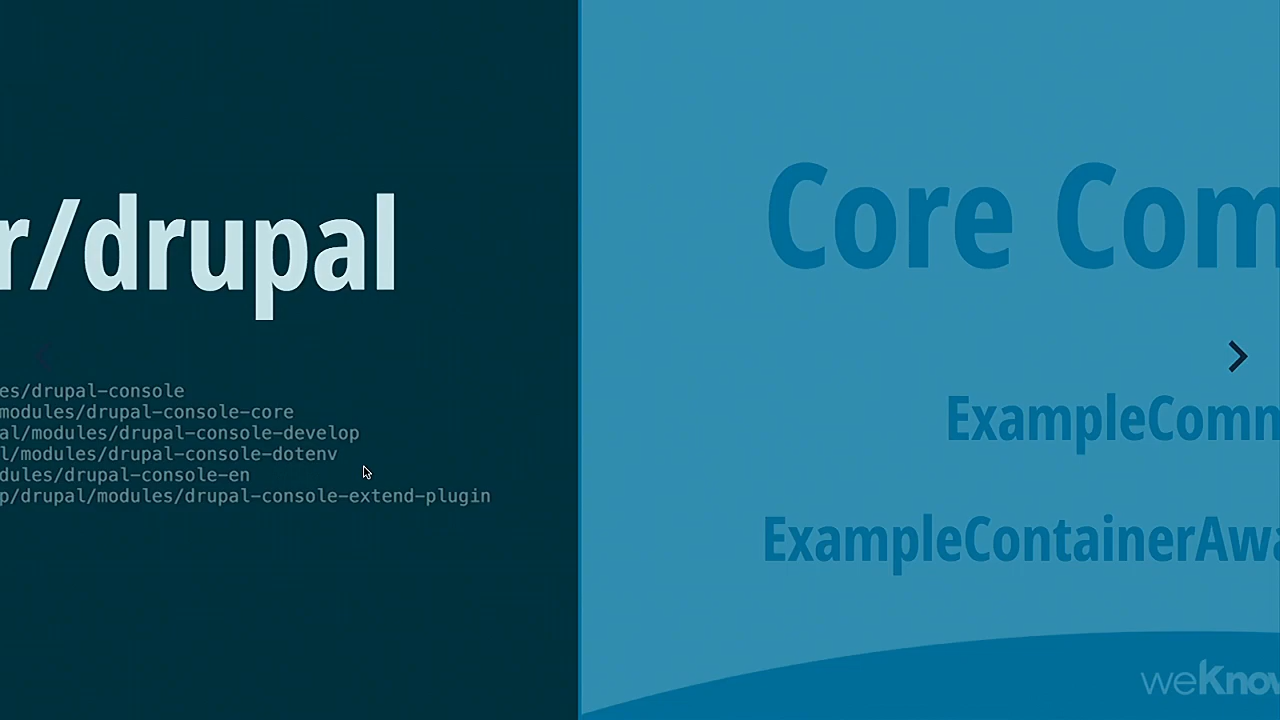 r/drupal
es/drupal-console
modules/drupal-console-core
al/modules/drupal-console-develop
l/modules/drupal-console-dotenv
dules/drupal-console-en
p/drupal/modules/drupal-console-extend-plugin
Core Com
ExampleComm
ExampleContainerAwa
weKnow